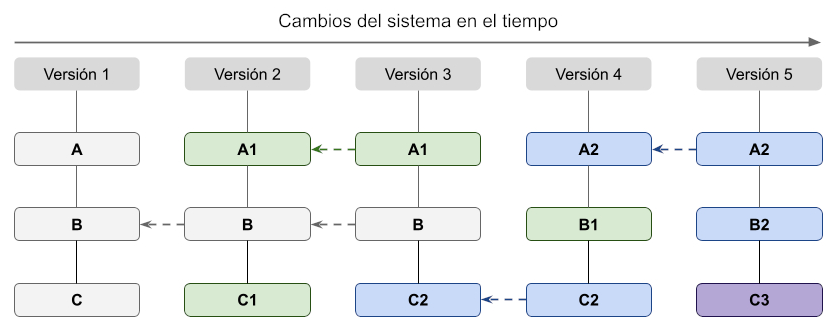 Cambios del sistema en el tiempo
Versión 1 Versión 2 Versión 3 Versión 4 Versión 5
A A1 A1 A2 A2
B B B B1 B2
C C1 C2 C2 C3